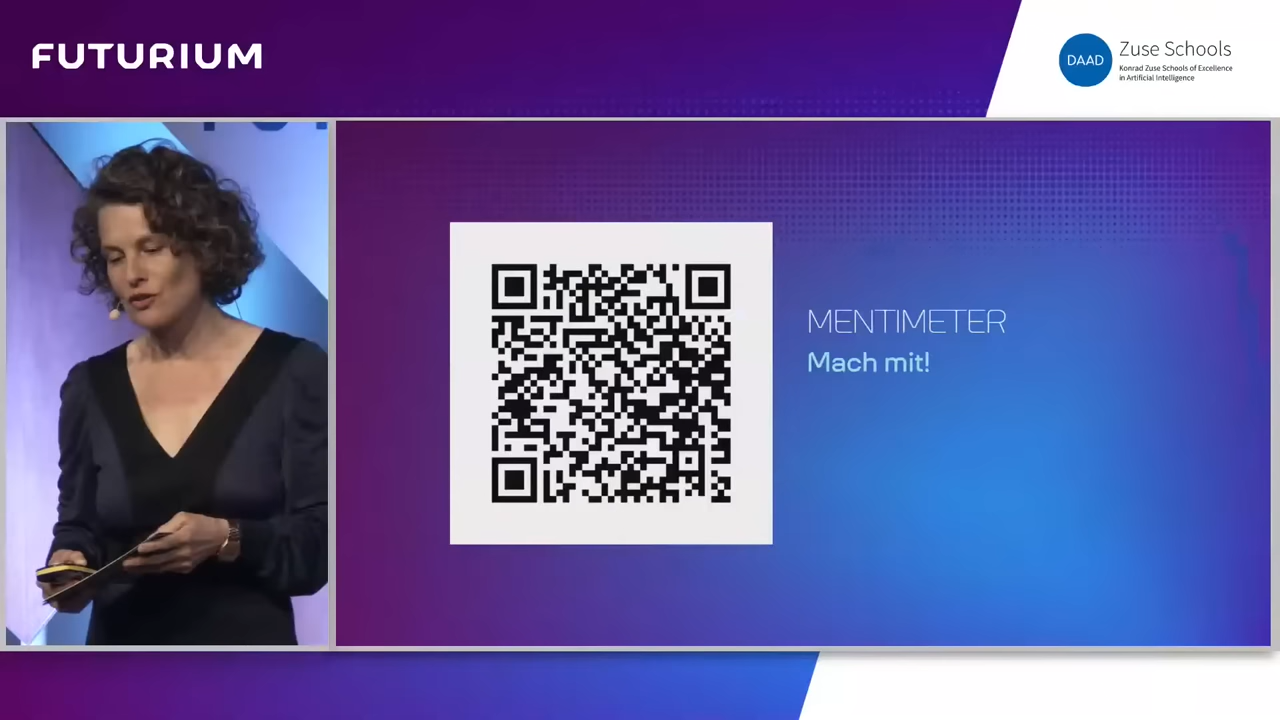 FUTURIUM
DAAD
Zuse Schools
Konrad Zuse Schools of Excellence
in Artificial Intelligence
MENTIMETER
Mach mit!